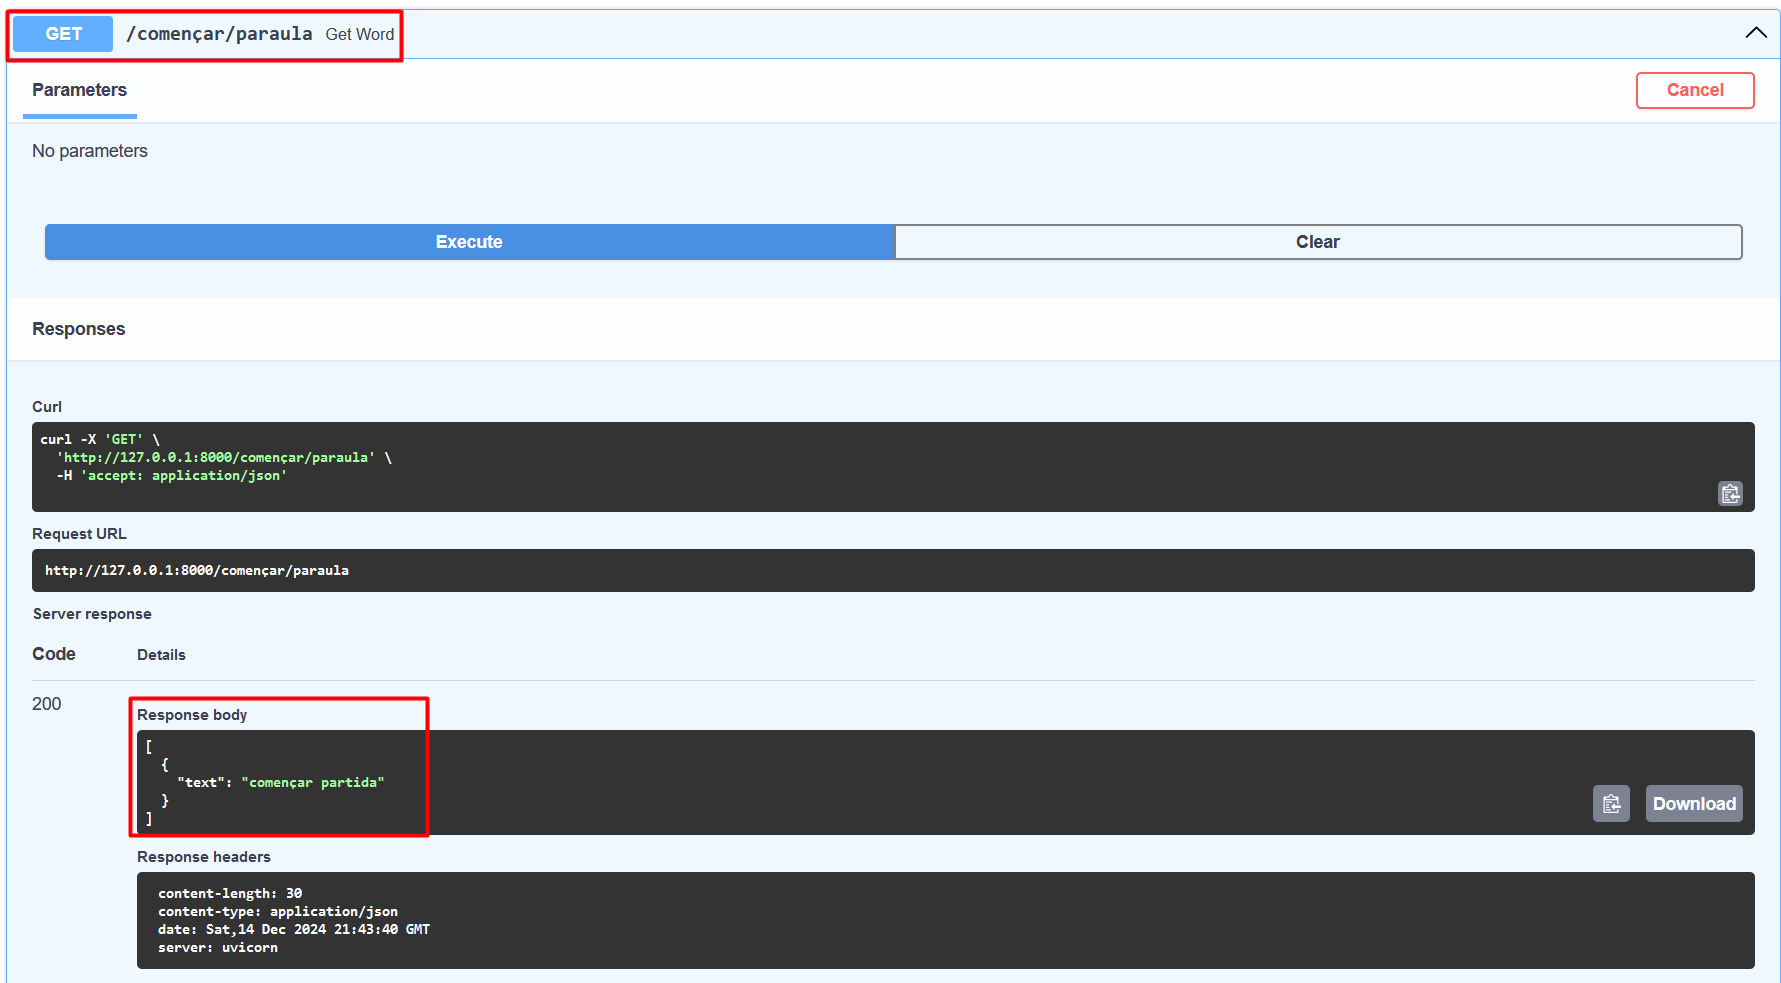 GET /començar/paraula Get Word
Parameters
Cancel
No parameters
Execute
Clear
Responses
Curl
curl -X 'GET' \
  'http://127.0.0.1:8000/començar/paraula' \
  -H 'accept: application/json'
Request URL
http://127.0.0.1:8000/començar/paraula
Server response
Code Details
200
Response body
[
  {
    "text": "començar partida"
  }
]
Download
Response headers
content-length: 30
content-type: application/json
date: Sat,14 Dec 2024 21:43:40 GMT
server: uvicorn